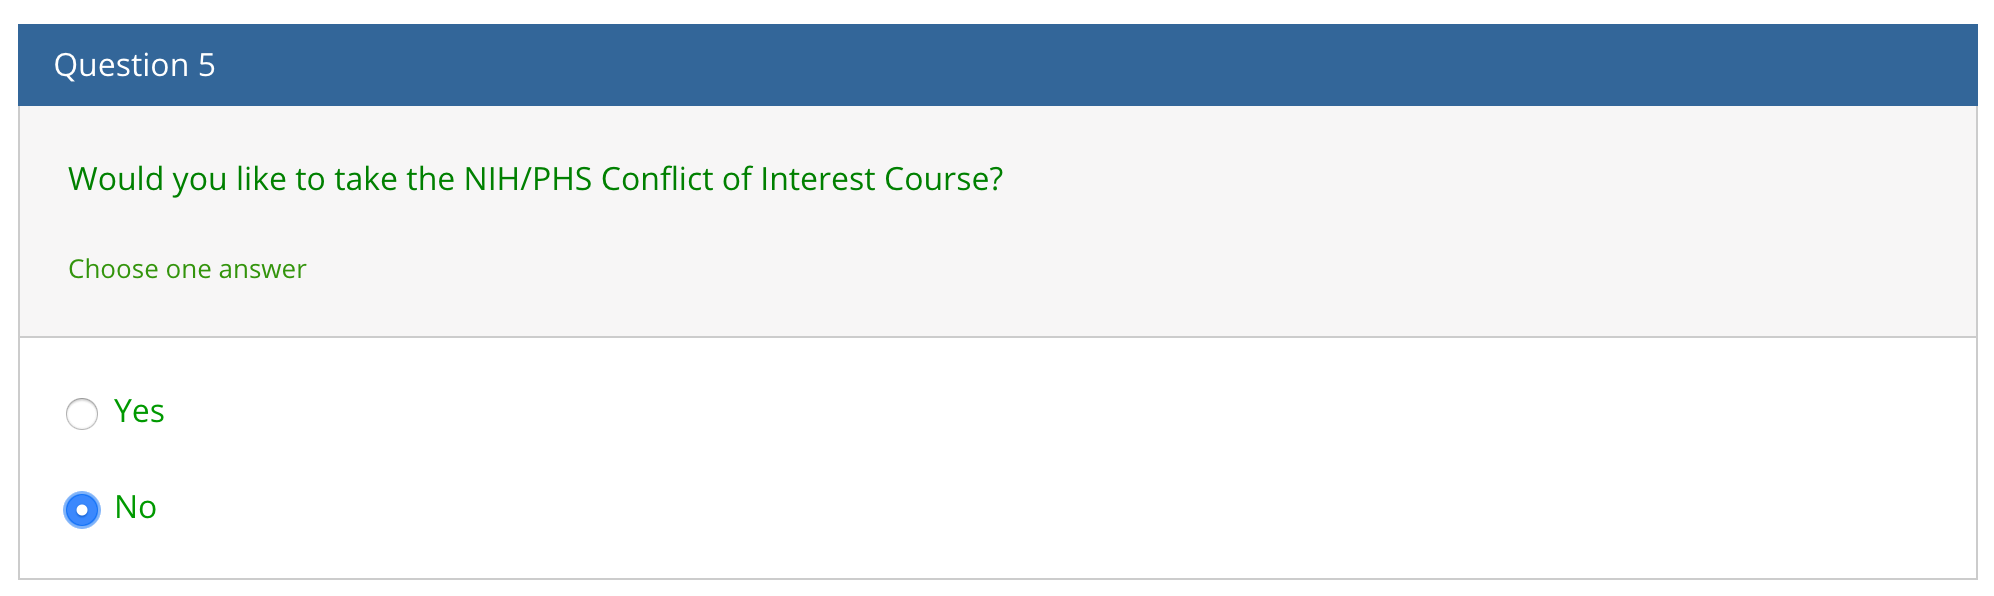 Question 5
Would you like to take the NIH/PHS Conflict of Interest Course?
Choose one answer
Yes
No